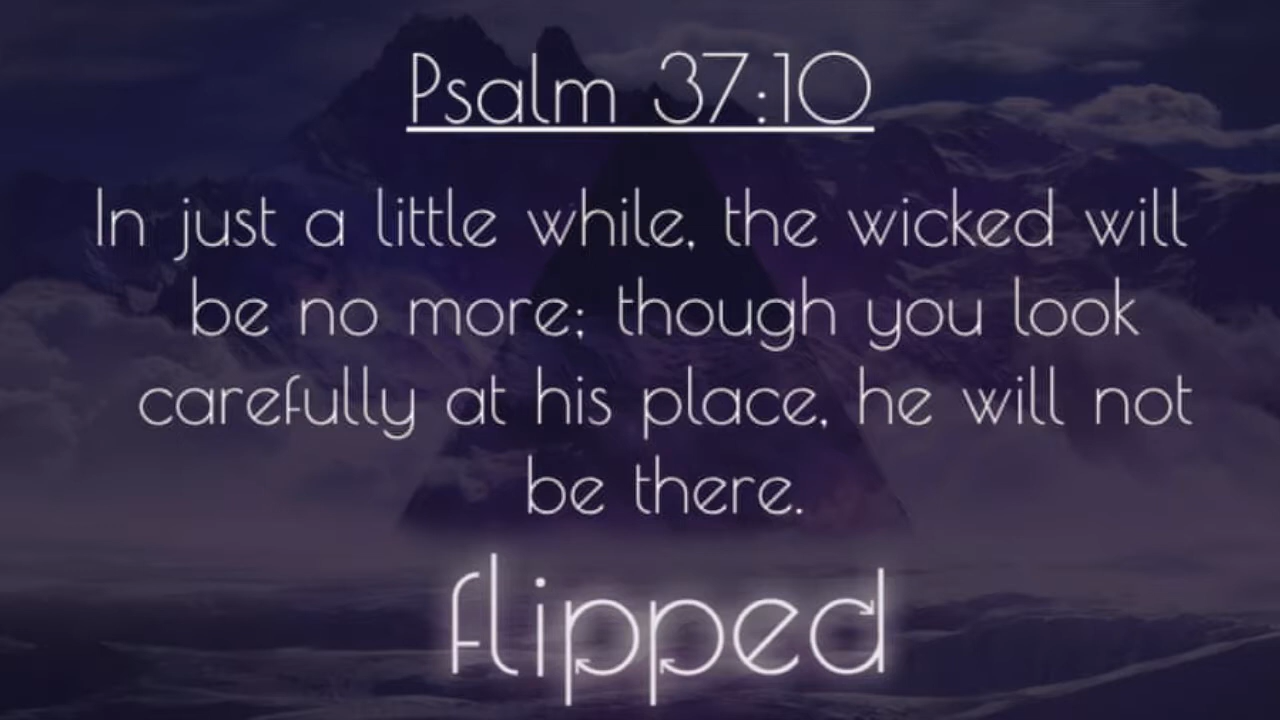 Psalm 37:10
In just a little while, the wicked will
be no more; though you look
carefully at his place, he will not
be there.
flipped